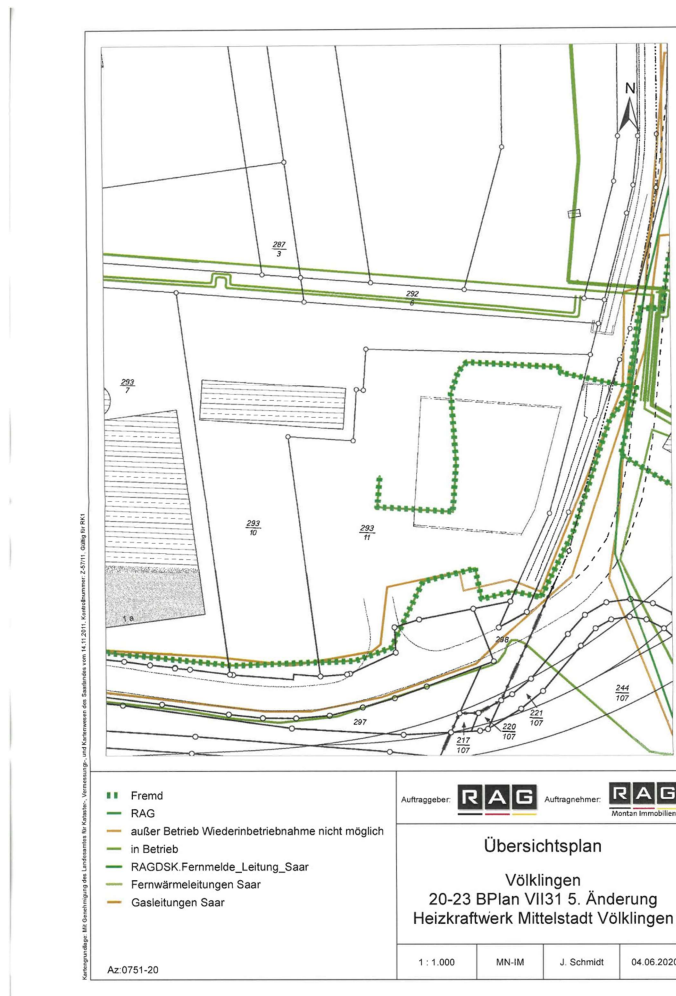 N
287
3
292
6
293
7
293
10
293
11
1 a
298
297
244
107
221
107
220
107
217
107
Kartengrundlage: Mit Genehmigung des Landesamtes für Kataster-, Vermessungs-, und Kartenwesen des Saarlandes vom 14.11.2011, Kontrollnummer: Z-57/11, Gültig für RK1
Fremd
RAG
außer Betrieb Wiederinbetriebnahme nicht möglich
in Betrieb
RAGDSK.Fernmelde_Leitung_Saar
Fernwärmeleitungen Saar
Gasleitungen Saar
Az:0751-20
Auftraggeber: RAG Auftragnehmer: RAG
Montan Immobilien
Übersichtsplan
Völklingen
20-23 BPlan VII31 5. Änderung
Heizkraftwerk Mittelstadt Völklingen
1 : 1.000 MN-IM J. Schmidt 04.06.2020